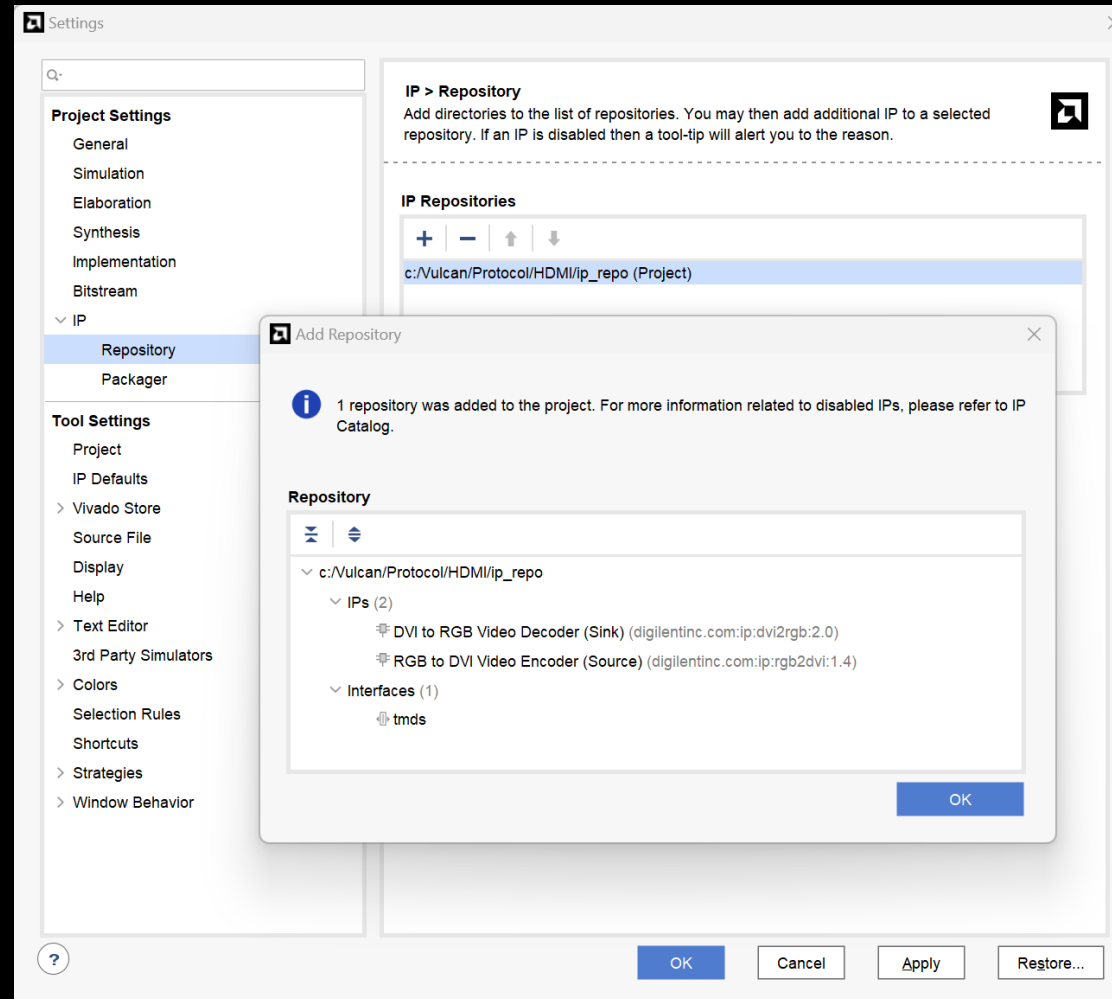 Settings
Project Settings
General
Simulation
Elaboration
Synthesis
Implementation
Bitstream
IP
Repository
Packager
Tool Settings
Project
IP Defaults
Vivado Store
Source File
Display
Help
Text Editor
3rd Party Simulators
Colors
Selection Rules
Shortcuts
Strategies
Window Behavior
IP > Repository
Add directories to the list of repositories. You may then add additional IP to a selected
repository. If an IP is disabled then a tool-tip will alert you to the reason.
IP Repositories
c:/Vulcan/Protocol/HDMI/ip_repo (Project)
Add Repository
1 repository was added to the project. For more information related to disabled IPs, please refer to IP
Catalog.
Repository
c:/Vulcan/Protocol/HDMI/ip_repo
IPs (2)
DVI to RGB Video Decoder (Sink) (digilentinc.com:ip:dvi2rgb:2.0)
RGB to DVI Video Encoder (Source) (digilentinc.com:ip:rgb2dvi:1.4)
Interfaces (1)
tmds
OK
?
OK
Cancel
Apply
Restore...